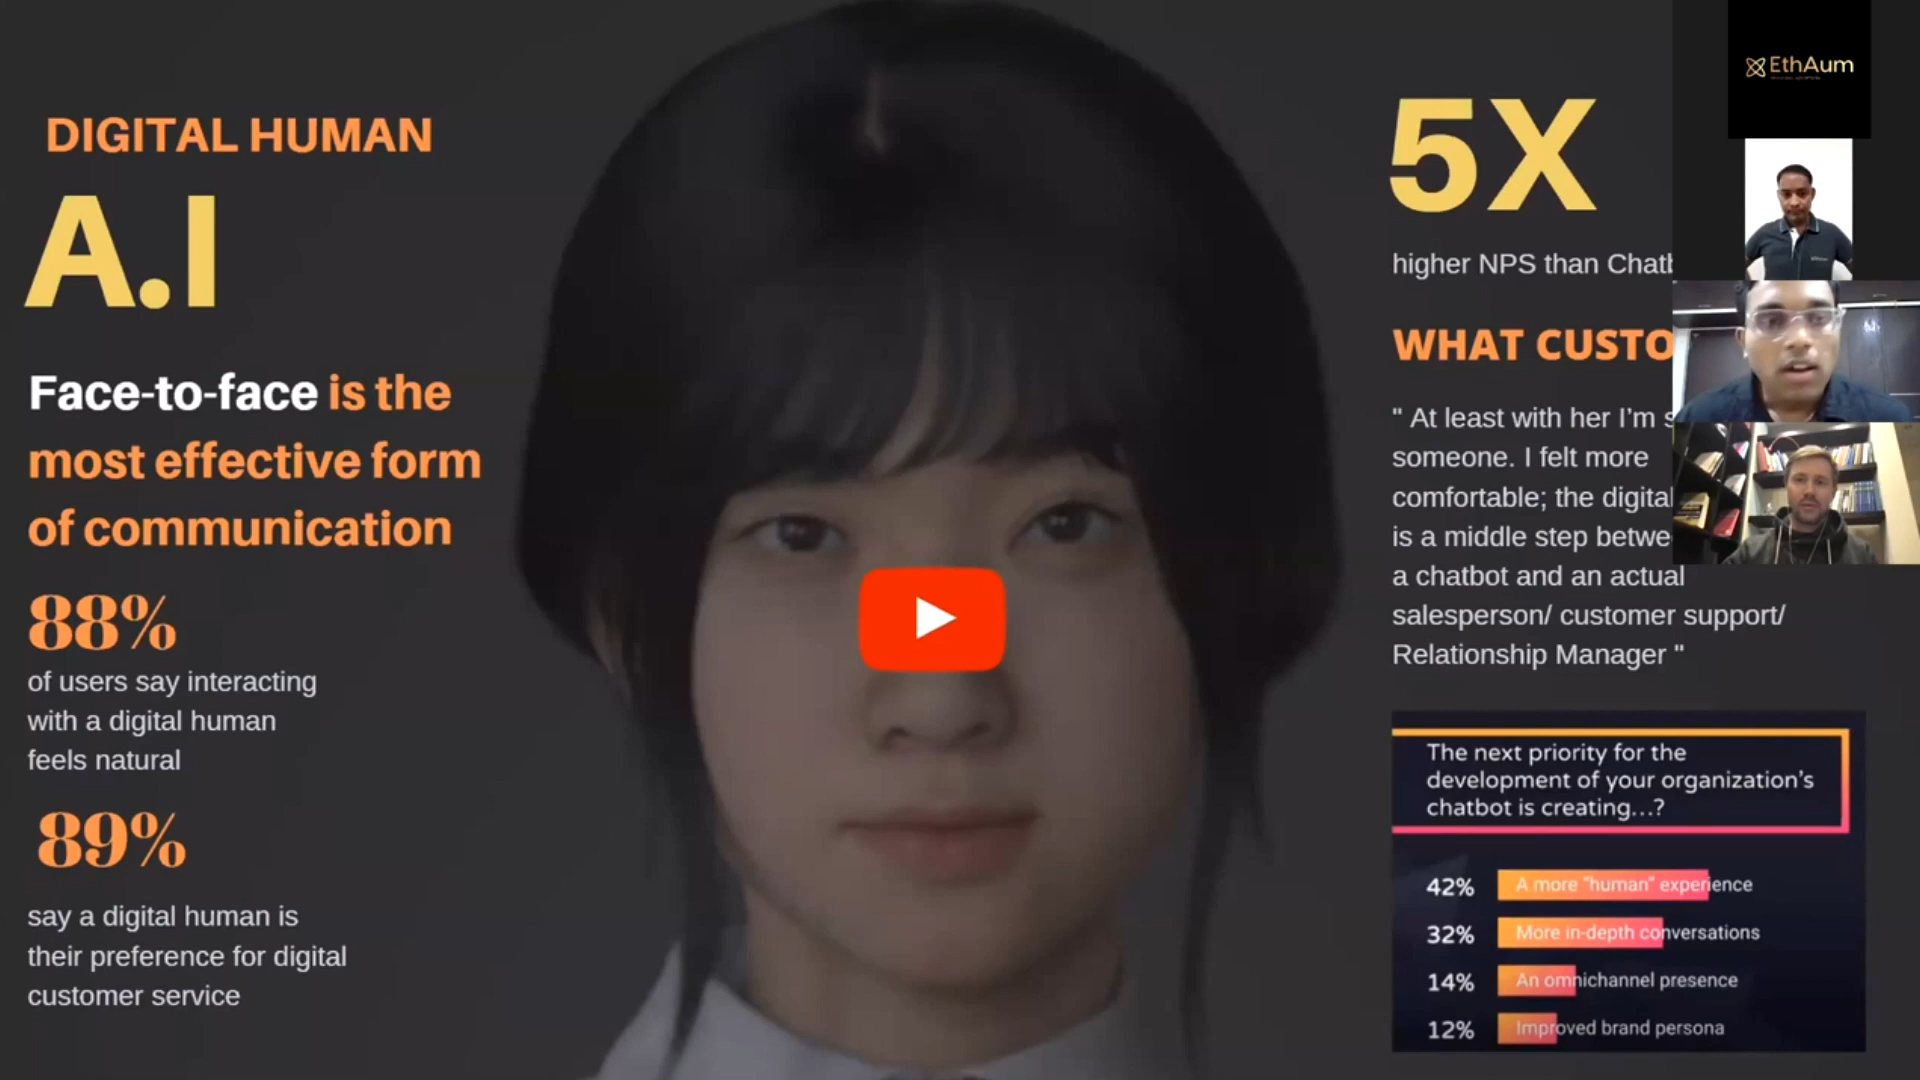 DIGITAL HUMAN
A.I
Face-to-face is the
most effective form
of communication
88%
of users say interacting
with a digital human
feels natural
89%
say a digital human is
their preference for digital
customer service
5X
higher NPS than
WHAT
" At least with her I'm
someone. I felt more
comfortable; the digital
is a middle step
a chatbot and an actual
salesperson/ customer support/
Relationship Manager "
The next priority for the
development of your organization's
chatbot is creating...?
42% A more "human" experience
32% More in-depth conversations
14% An omnichannel presence
12% Improved brand persona
EthAum